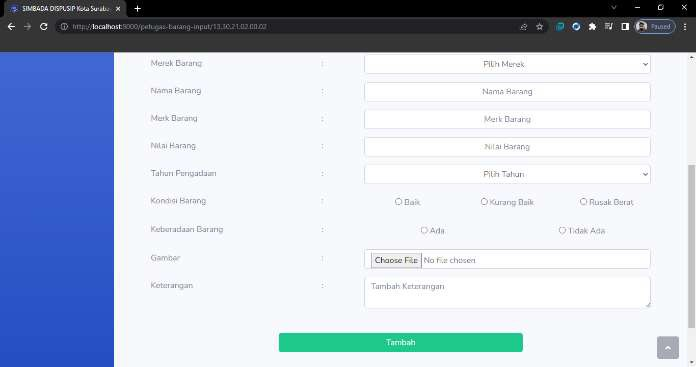 SIMBADA DISPUSIP Kota Suraba
http://localhost:8000/petugas-barang-input/13.30.21.02.00.02
Paused
Merek Barang : Pilih Merek
Nama Barang : Nama Barang
Merk Barang : Merk Barang
Nilai Barang : Nilai Barang
Tahun Pengadaan : Pilih Tahun
Kondisi Barang : Baik Kurang Baik Rusak Berat
Keberadaan Barang : Ada Tidak Ada
Gambar : Choose File No file chosen
Keterangan : Tambah Keterangan
Tambah